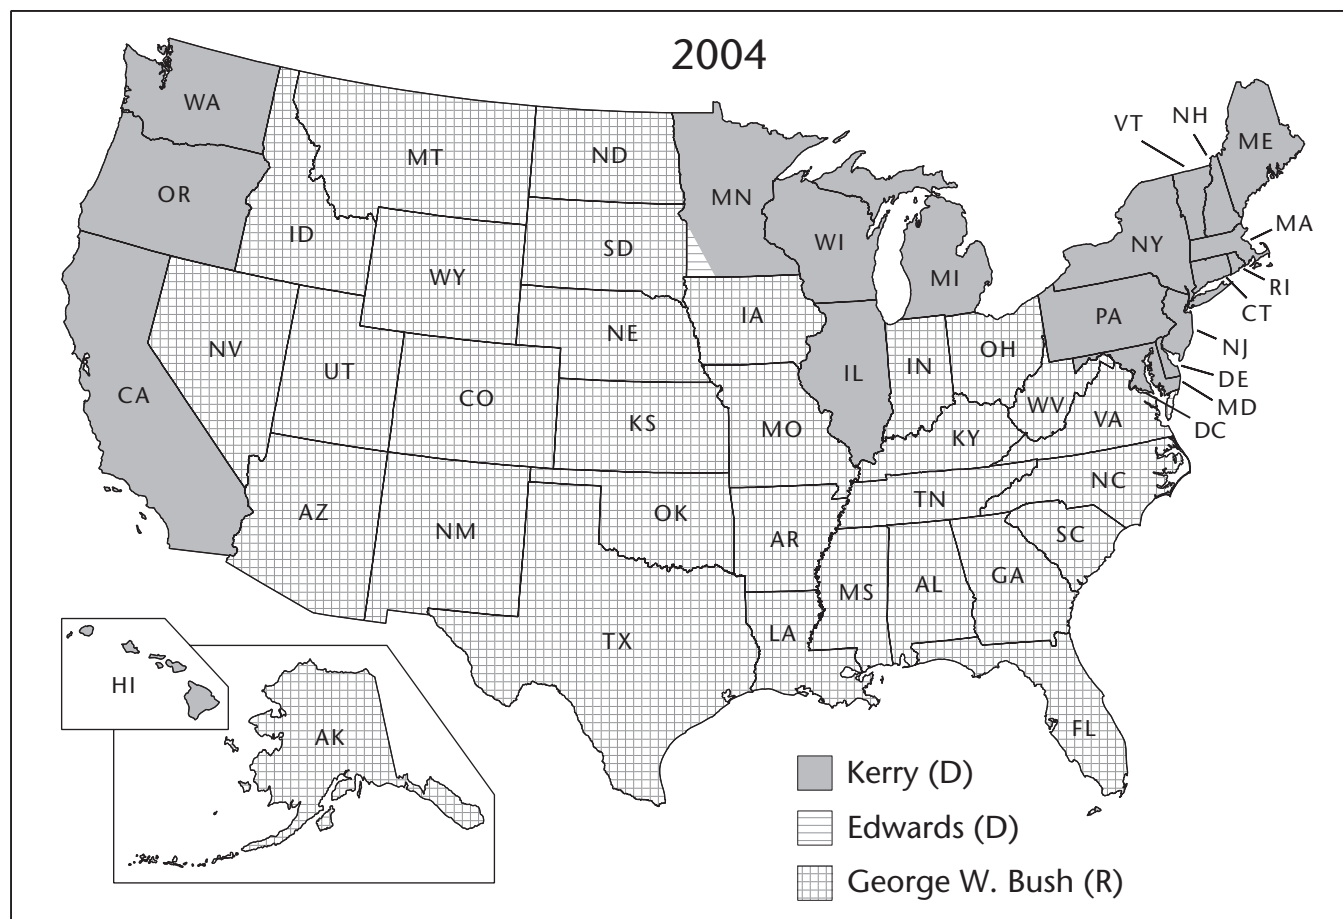 2004
WA
OR
CA
ID
NV
MT
WY
UT
AZ
CO
NM
ND
SD
NE
KS
OK
TX
MN
IA
MO
AR
LA
WI
IL
MI
IN
OH
KY
TN
MS
AL
GA
FL
SC
NC
VA
WV
PA
NY
VT
NH
ME
MA
RI
CT
NJ
DE
MD
DC
HI
AK
Kerry (D)
Edwards (D)
George W. Bush (R)